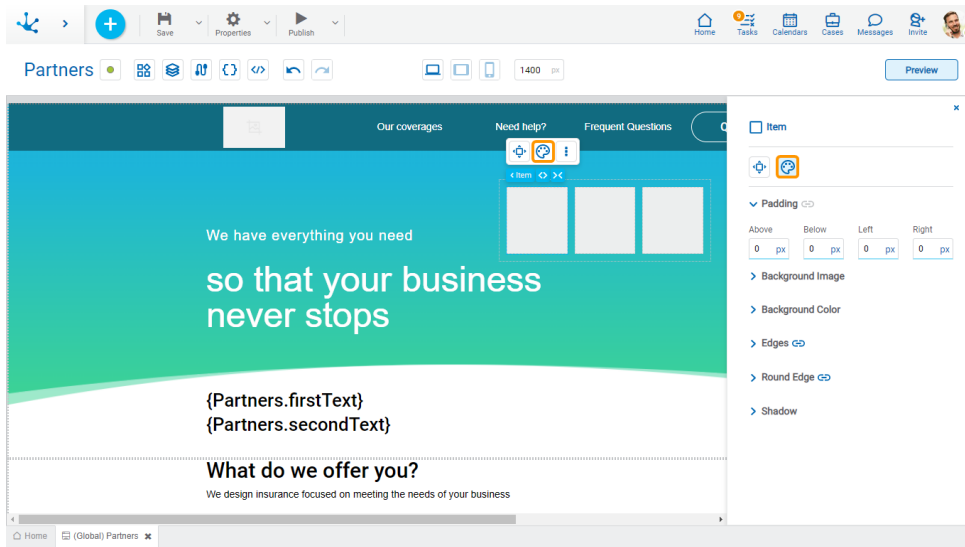 Save
Properties
Publish
Home
9
Tasks
Calendars
Cases
Messages
Invite
Partners
1400 px
Preview
Our coverages
Need help?
Frequent Questions
Item
Item
Padding
Above
Below
Left
Right
0 px
0 px
0 px
0 px
Background Image
Background Color
Edges
Round Edge
Shadow
We have everything you need
so that your business
never stops
{Partners.firstText}
{Partners.secondText}
What do we offer you?
We design insurance focused on meeting the needs of your business
Home
(Global) Partners